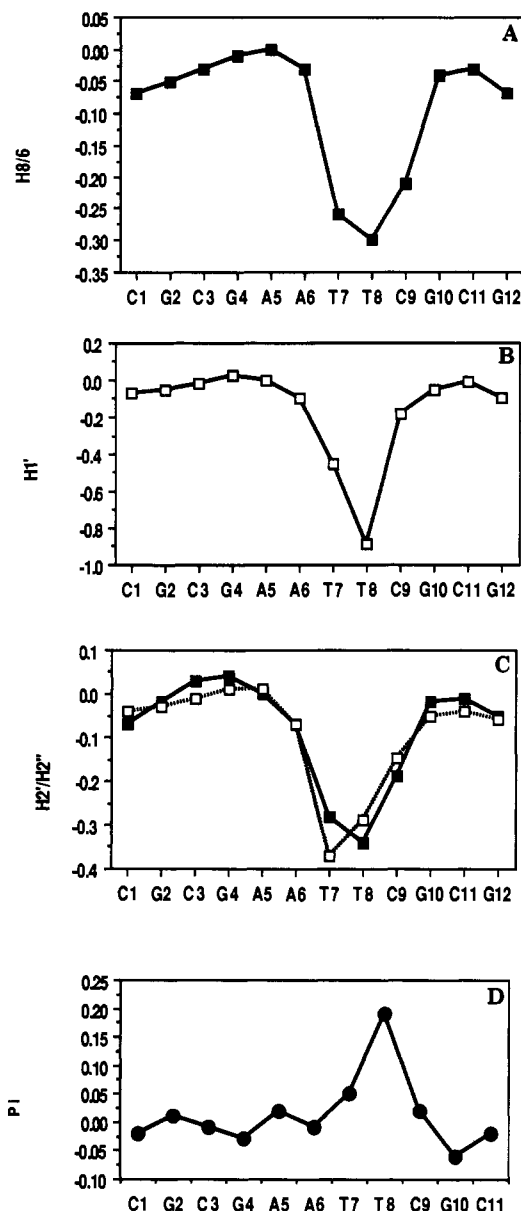 A
0.05
0.00
-0.05
-0.10
-0.15
-0.20
-0.25
-0.30
-0.35
H8/6
C1 G2 C3 G4 A5 A6 T7 T8 C9 G10 C11 G12
B
0.2
0.0
-0.2
-0.4
-0.6
-0.8
-1.0
H1'
C1 G2 C3 G4 A5 A6 T7 T8 C9 G10 C11 G12
C
0.1
0.0
-0.1
-0.2
-0.3
-0.4
H2'/H2''
C1 G2 C3 G4 A5 A6 T7 T8 C9 G10 C11 G12
D
0.25
0.20
0.15
0.10
0.05
0.00
-0.05
-0.10
P i
C1 G2 C3 G4 A5 A6 T7 T8 C9 G10 C11